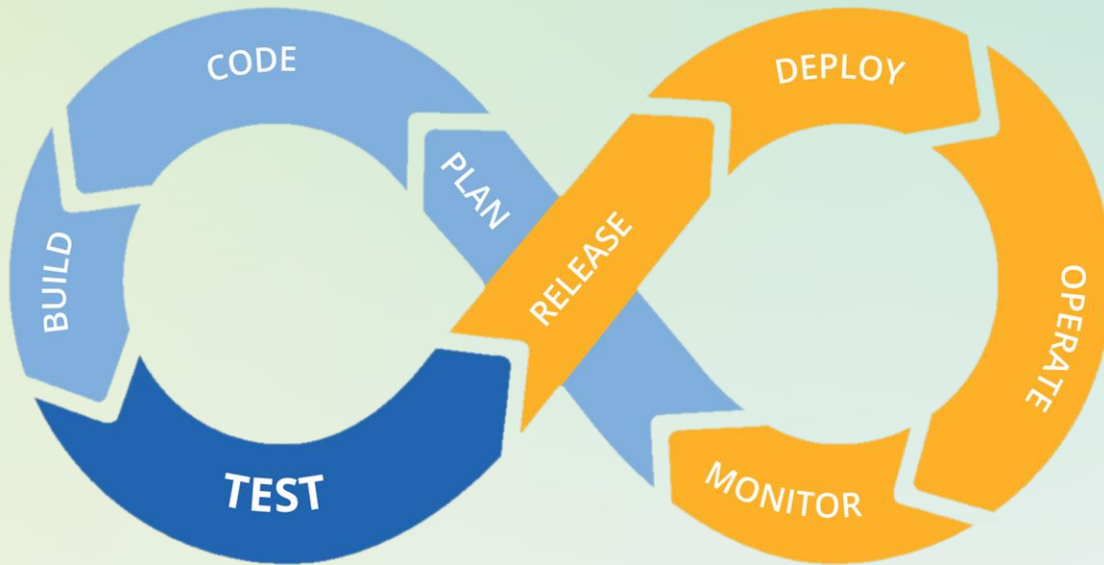 CODE
DEPLOY
PLAN
BUILD
RELEASE
OPERATE
TEST
MONITOR